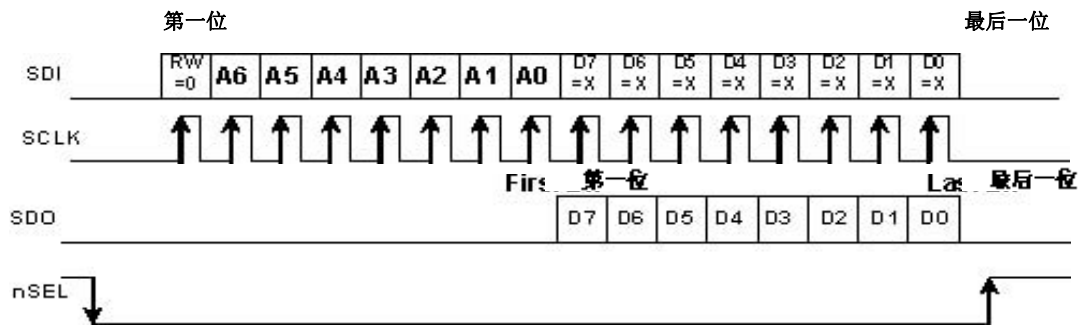 第一位 最后一位
SDI RW =0 A6 A5 A4 A3 A2 A1 A0 D7 =X D6 =X D5 =X D4 =X D3 =X D2 =X D1 =X D0 =X
SCLK
第一位 最后一位
SDO D7 D6 D5 D4 D3 D2 D1 D0
nSEL